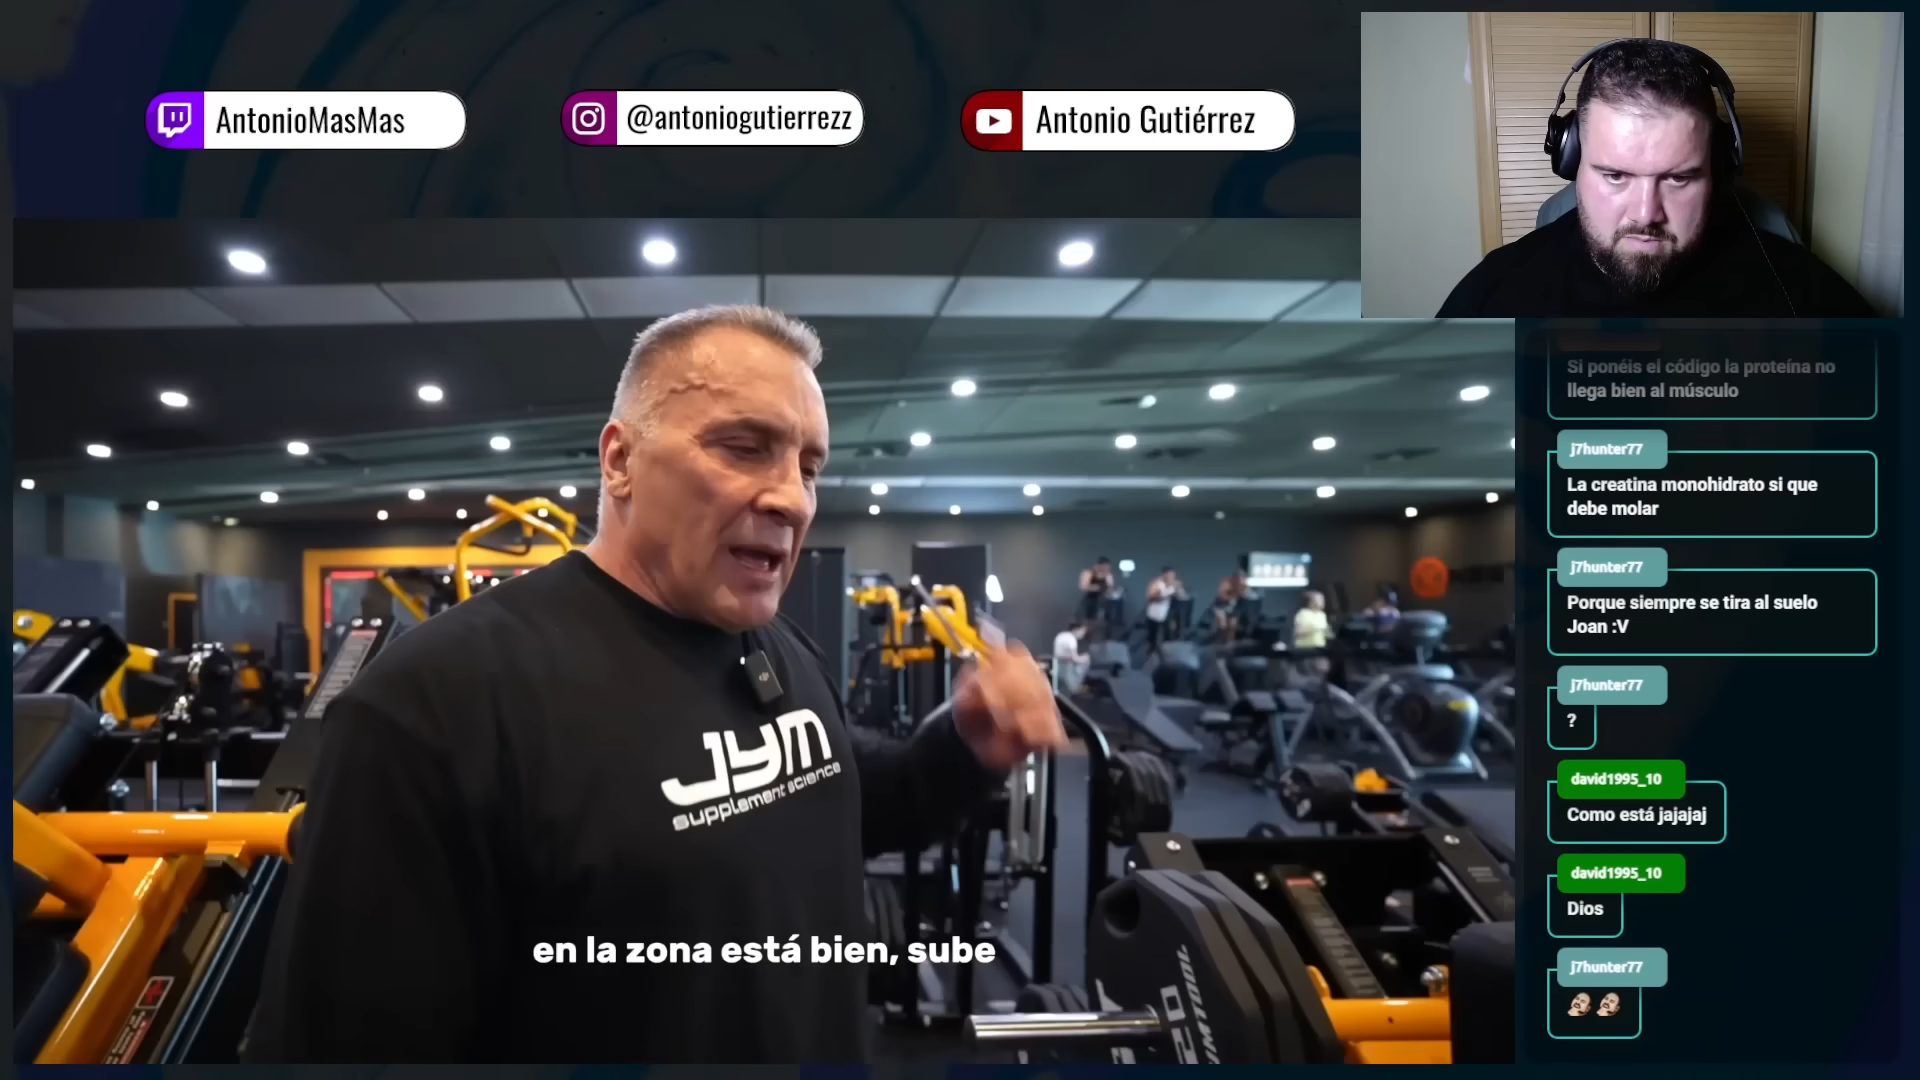 AntonioMasMas
@antoniogutierrezz
Antonio Gutiérrez
JYM
supplement science
en la zona está bien, sube
20
Si ponéis el código la proteína no
llega bien al músculo
j7hunter77
La creatina monohidrato si que
debe molar
j7hunter77
Porque siempre se tira al suelo
Joan :V
j7hunter77
?
david1995_10
Como está jajajaj
david1995_10
Dios
j7hunter77